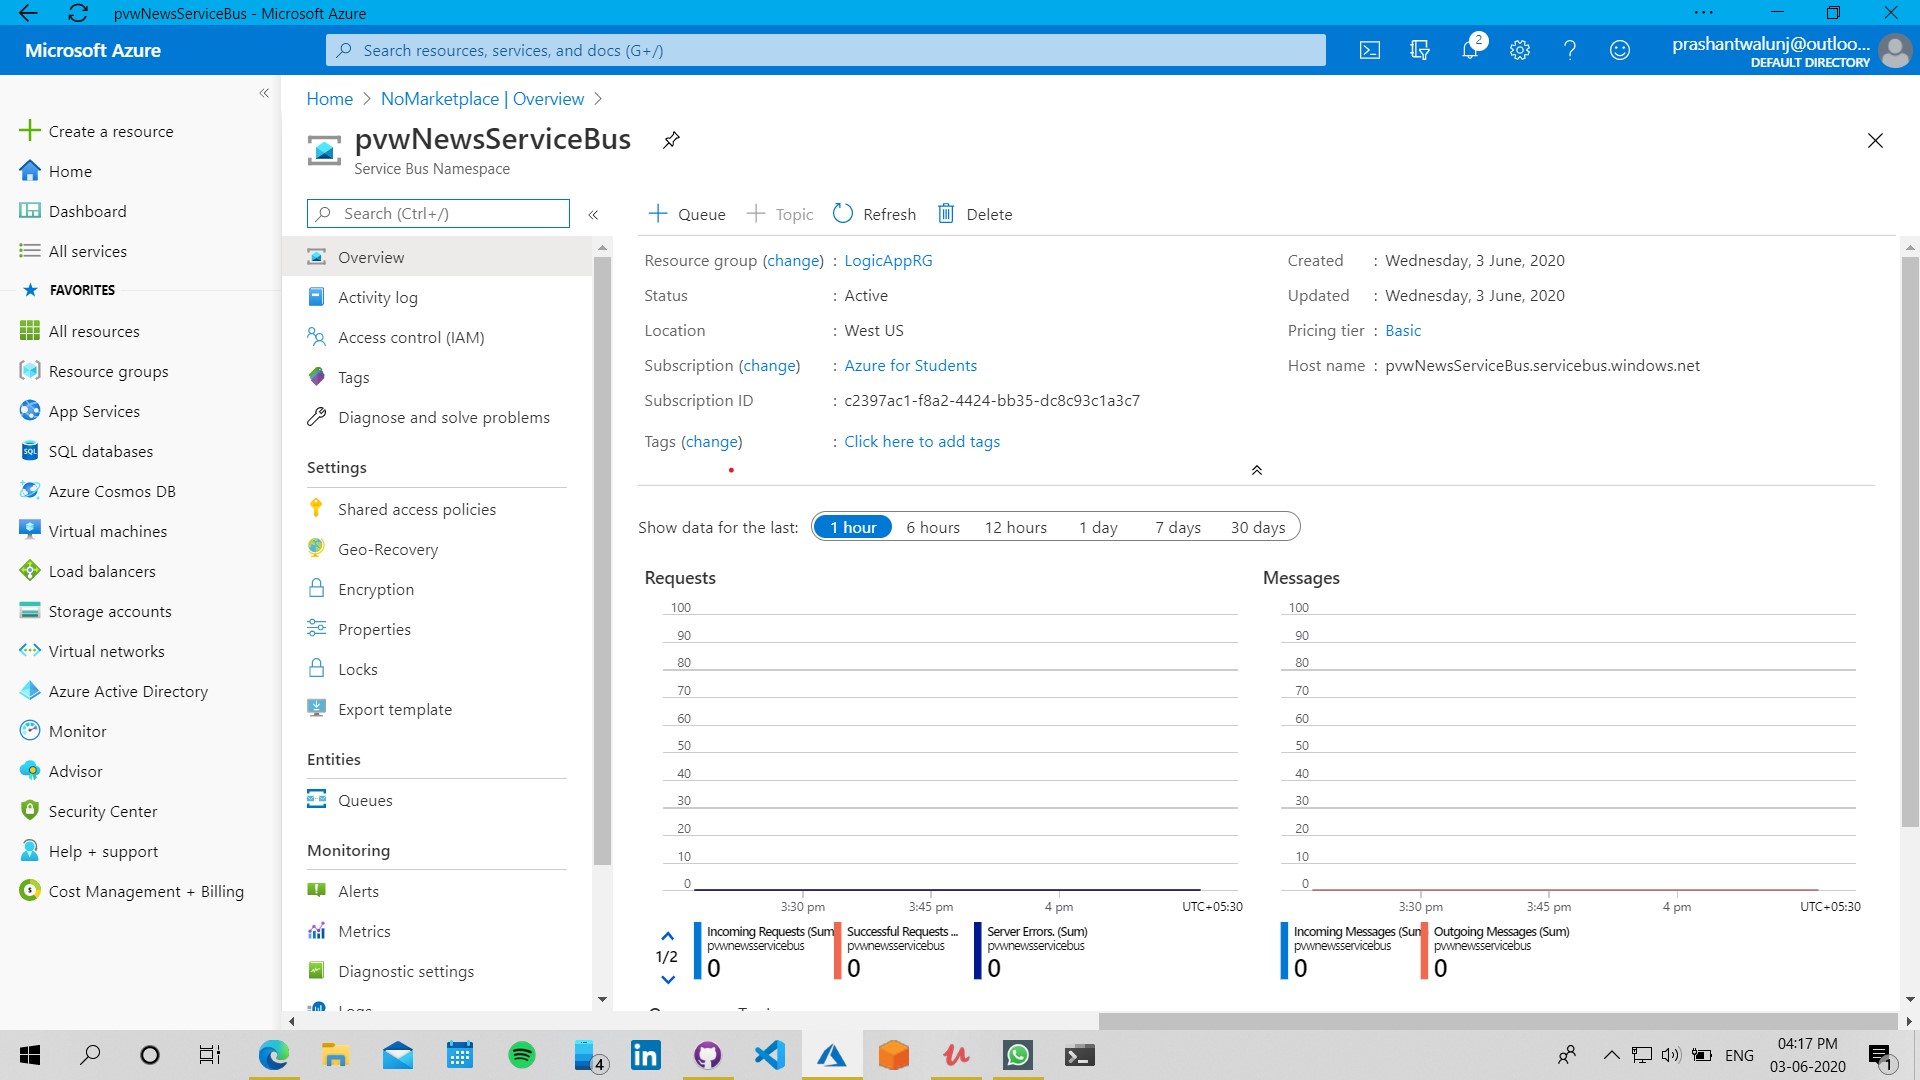 pvwNewsServiceBus - Microsoft Azure
Microsoft Azure
Search resources, services, and docs (G+/)
2
prashantwalunj@outloo...
DEFAULT DIRECTORY
Create a resource
Home
Dashboard
All services
FAVORITES
All resources
Resource groups
App Services
SQL databases
Azure Cosmos DB
Virtual machines
Load balancers
Storage accounts
Virtual networks
Azure Active Directory
Monitor
Advisor
Security Center
Help + support
Cost Management + Billing
Home > NoMarketplace | Overview >
pvwNewsServiceBus
Service Bus Namespace
Search (Ctrl+/)
Overview
Activity log
Access control (IAM)
Tags
Diagnose and solve problems
Settings
Shared access policies
Geo-Recovery
Encryption
Properties
Locks
Export template
Entities
Queues
Monitoring
Alerts
Metrics
Diagnostic settings
Queue Topic Refresh Delete
Resource group (change) : LogicAppRG
Status : Active
Location : West US
Subscription (change) : Azure for Students
Subscription ID : c2397ac1-f8a2-4424-bb35-dc8c93c1a3c7
Tags (change) : Click here to add tags
Created : Wednesday, 3 June, 2020
Updated : Wednesday, 3 June, 2020
Pricing tier : Basic
Host name : pvwNewsServiceBus.servicebus.windows.net
Show data for the last: 1 hour 6 hours 12 hours 1 day 7 days 30 days
Requests
100
90
80
70
60
50
40
30
20
10
0
3:30 pm 3:45 pm 4 pm UTC+05:30
1/2
Incoming Requests (Sum
pvwnewsservicebus
0
Successful Requests ...
pvwnewsservicebus
0
Server Errors. (Sum)
pvwnewsservicebus
0
Messages
100
90
80
70
60
50
40
30
20
10
0
3:30 pm 3:45 pm 4 pm UTC+05:30
Incoming Messages (Sum
pvwnewsservicebus
0
Outgoing Messages (Sum)
pvwnewsservicebus
0
4
ENG
04:17 PM
03-06-2020
1